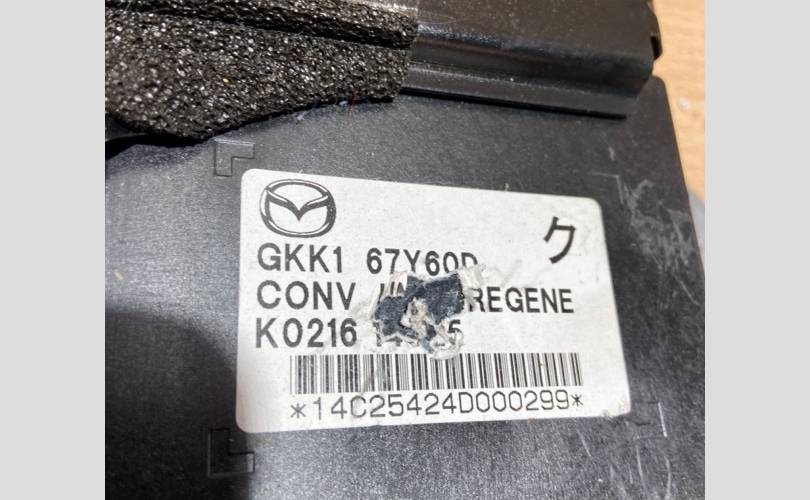 ク
GKK1 67Y60D
CONV REGENE
K0216
*14C25424D000299*